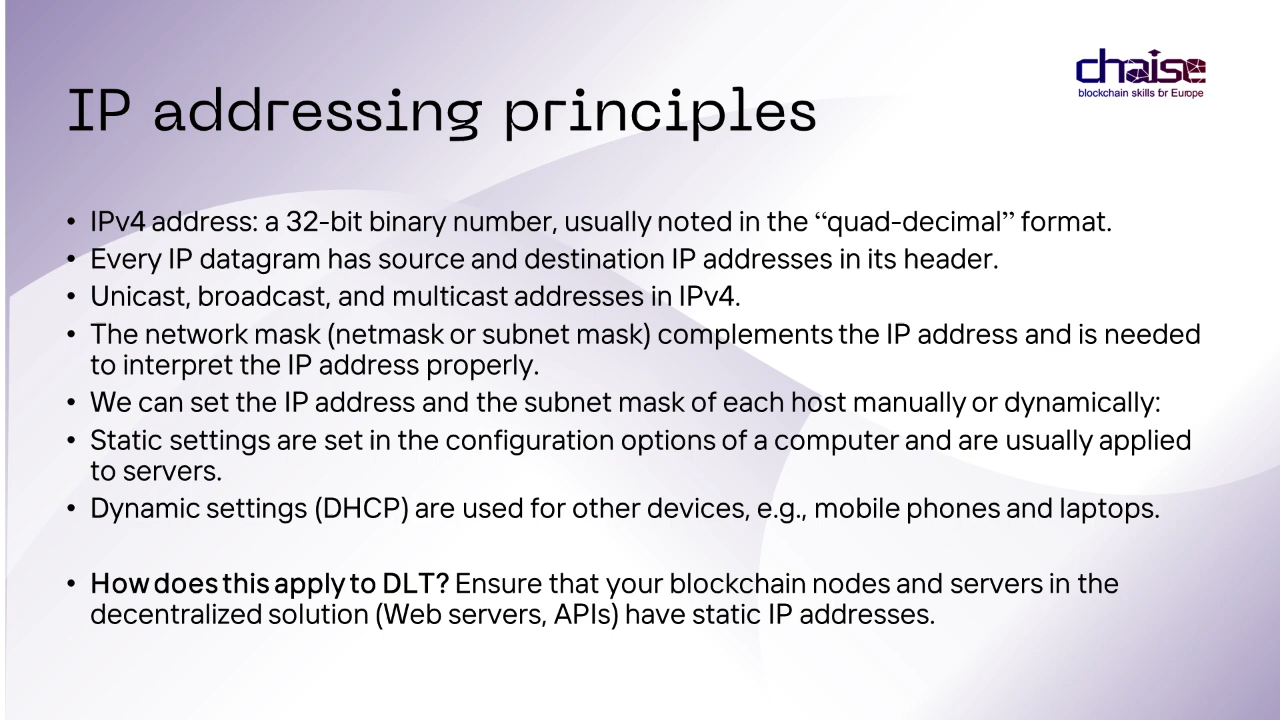 chaise
blockchain skills for Europe
IP addressing principles
• IPv4 address: a 32-bit binary number, usually noted in the “quad-decimal” format.
• Every IP datagram has source and destination IP addresses in its header.
• Unicast, broadcast, and multicast addresses in IPv4.
• The network mask (netmask or subnet mask) complements the IP address and is needed
to interpret the IP address properly.
• We can set the IP address and the subnet mask of each host manually or dynamically:
• Static settings are set in the configuration options of a computer and are usually applied
to servers.
• Dynamic settings (DHCP) are used for other devices, e.g., mobile phones and laptops.
• How does this apply to DLT? Ensure that your blockchain nodes and servers in the
decentralized solution (Web servers, APIs) have static IP addresses.